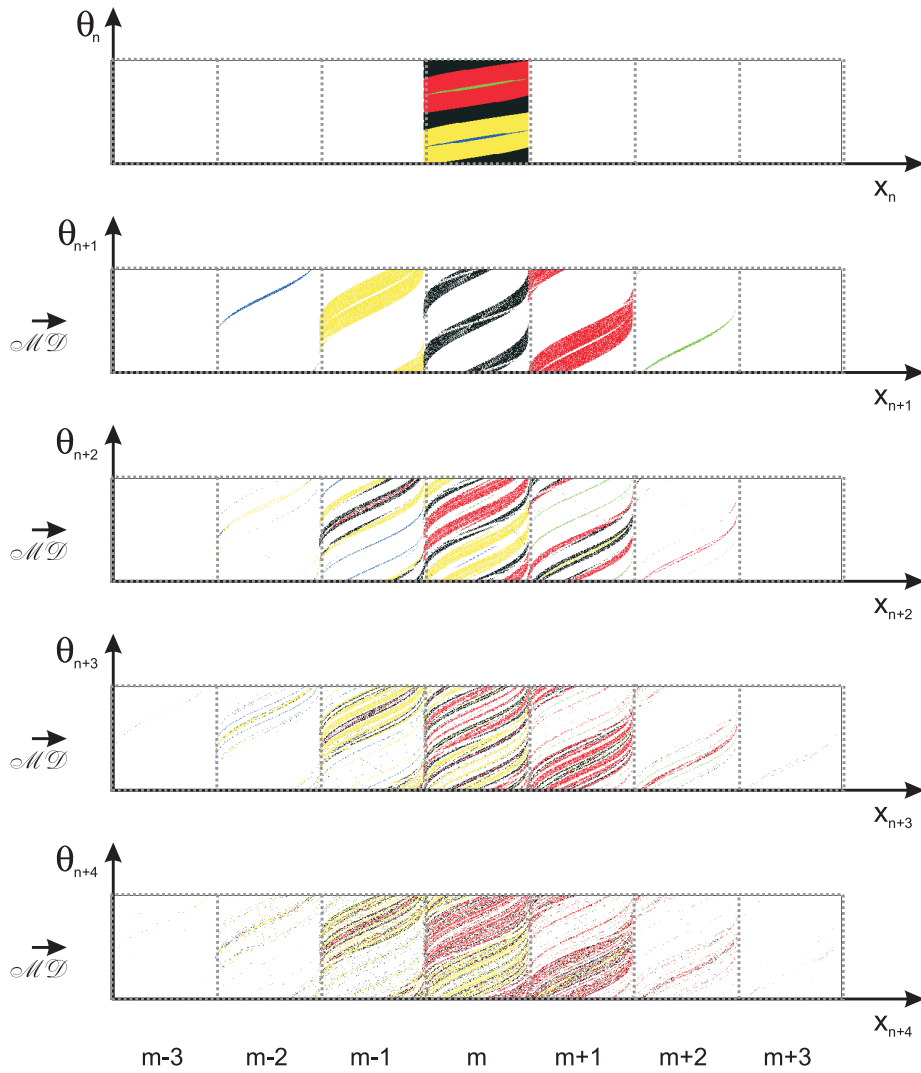 θn
xn
θn+1
MD
xn+1
θn+2
MD
xn+2
θn+3
MD
xn+3
θn+4
MD
xn+4
m-3 m-2 m-1 m m+1 m+2 m+3